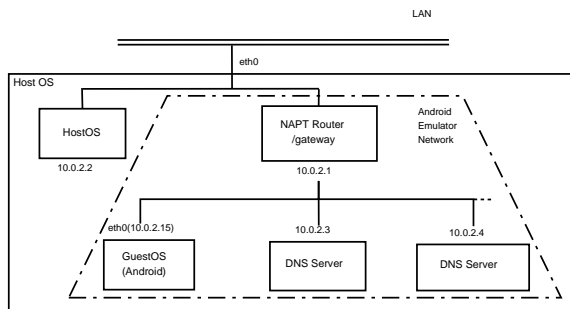 LAN
eth0
Host OS
HostOS
10.0.2.2
NAPT Router
/gateway
10.0.2.1
Android
Emulator
Network
eth0(10.0.2.15)
GuestOS
(Android)
10.0.2.3
DNS Server
10.0.2.4
DNS Server